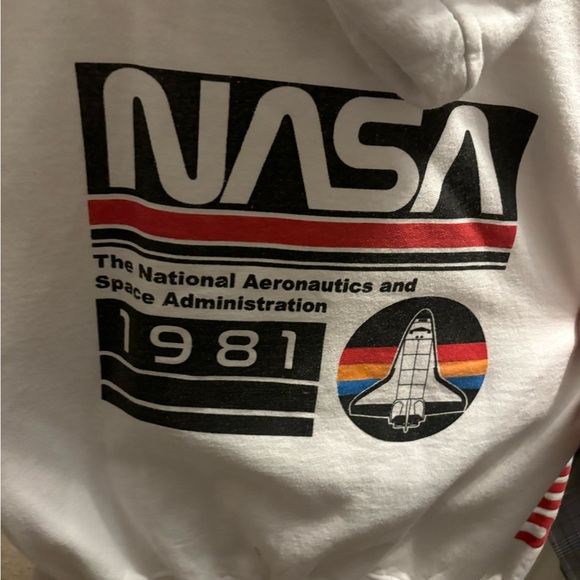 NASA
The National Aeronautics and
Space Administration
1981